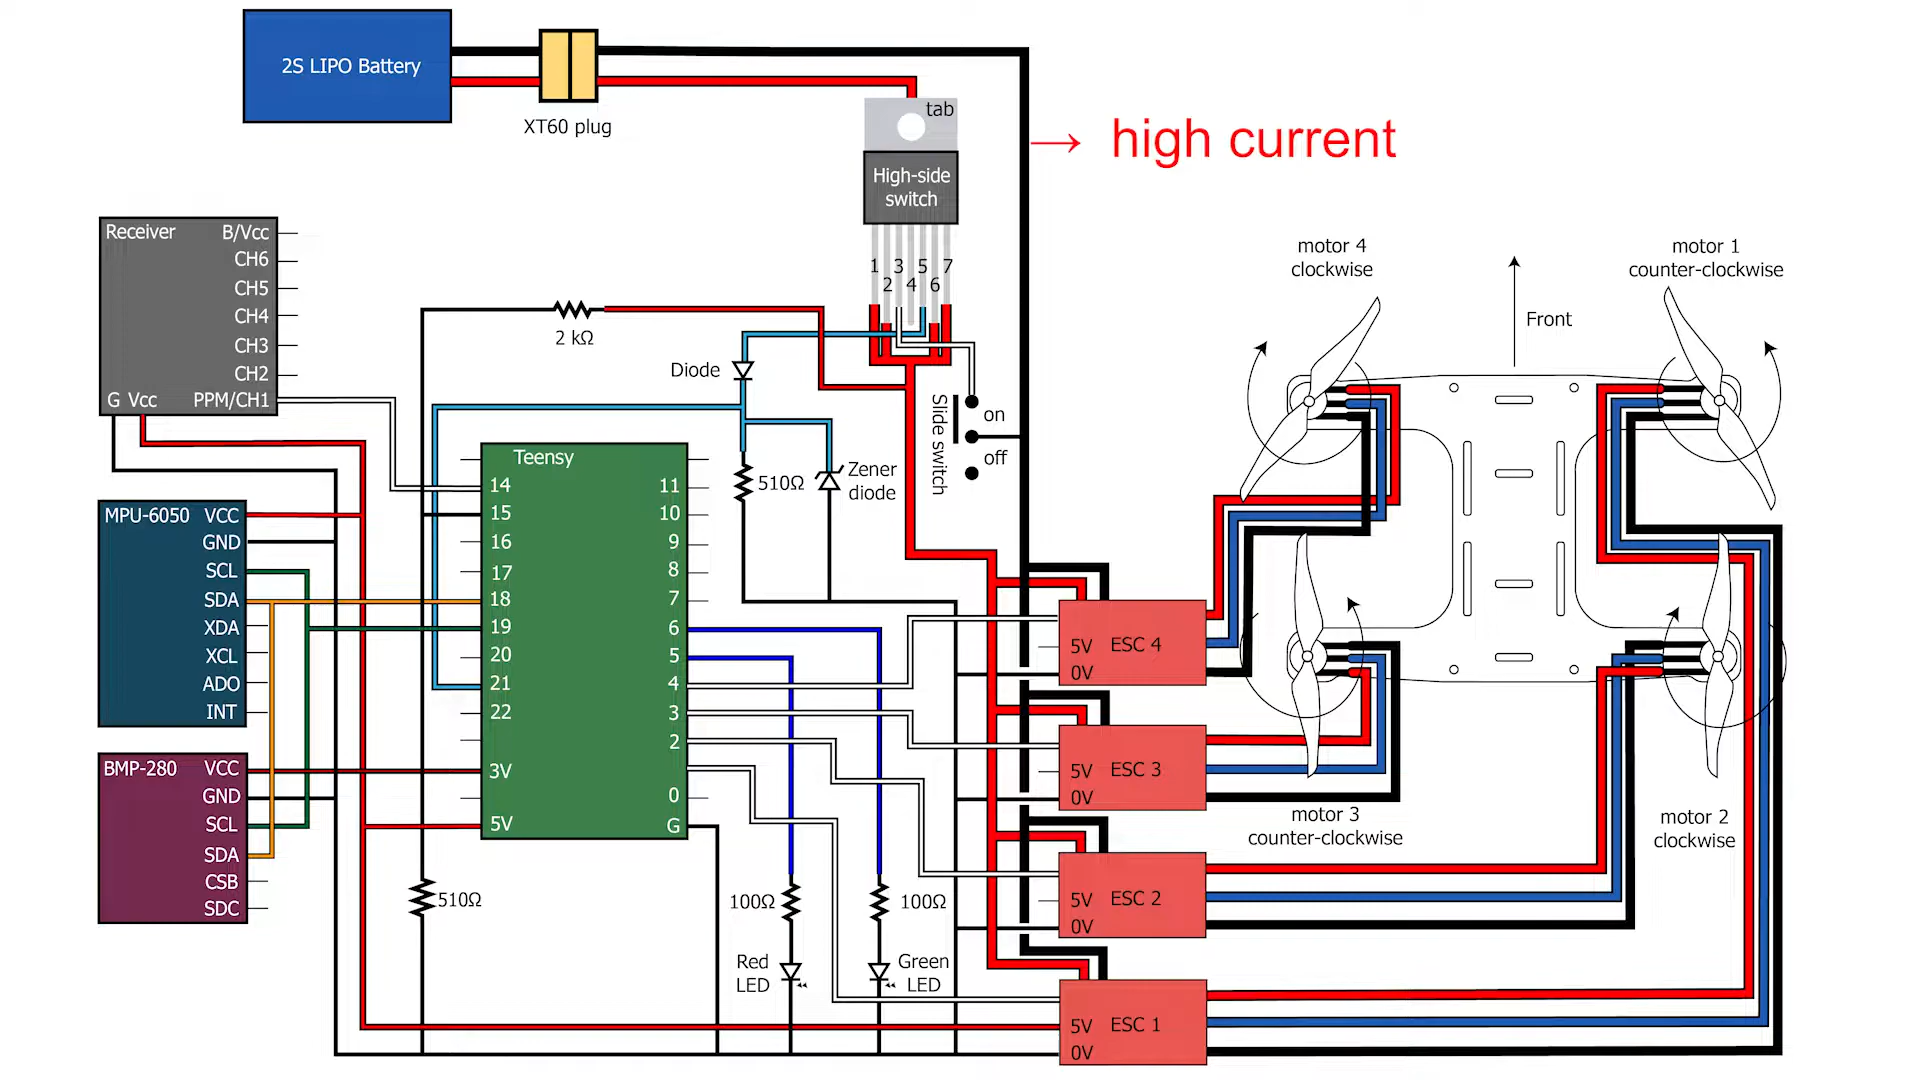 2S LIPO Battery
XT60 plug
tab
High-side
switch
→ high current
1 3 5 7
2 4 6
Receiver
B/Vcc
CH6
CH5
CH4
CH3
CH2
G Vcc PPM/CH1
2 kΩ
Diode
Slide switch
on
off
510Ω
Zener
diode
MPU-6050
VCC
GND
SCL
SDA
XDA
XCL
ADO
INT
BMP-280
VCC
GND
SCL
SDA
CSB
SDC
Teensy
14
15
16
17
18
19
20
21
22
3V
5V
11
10
9
8
7
6
5
4
3
2
0
G
510Ω
100Ω
100Ω
Red
LED
Green
LED
5V ESC 4
0V
5V ESC 3
0V
5V ESC 2
0V
5V ESC 1
0V
motor 4
clockwise
motor 1
counter-clockwise
Front
motor 3
counter-clockwise
motor 2
clockwise